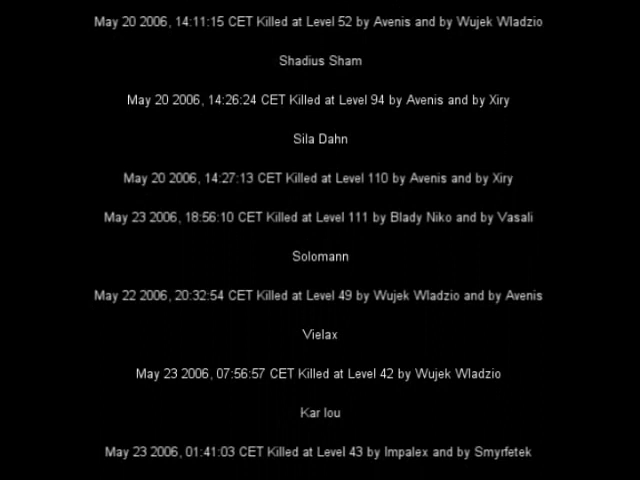 May 20 2006, 14:11:15 CET Killed at Level 52 by Avenis and by Wujek Wladzio
Shadius Sham
May 20 2006, 14:26:24 CET Killed at Level 94 by Avenis and by Xiry
Sila Dahn
May 20 2006, 14:27:13 CET Killed at Level 110 by Avenis and by Xiry
May 23 2006, 18:56:10 CET Killed at Level 111 by Blady Niko and by Vasali
Solomann
May 22 2006, 20:32:54 CET Killed at Level 49 by Wujek Wladzio and by Avenis
Vielax
May 23 2006, 07:56:57 CET Killed at Level 42 by Wujek Wladzio
Kar lou
May 23 2006, 01:41:03 CET Killed at Level 43 by Impalex and by Smyrfetek